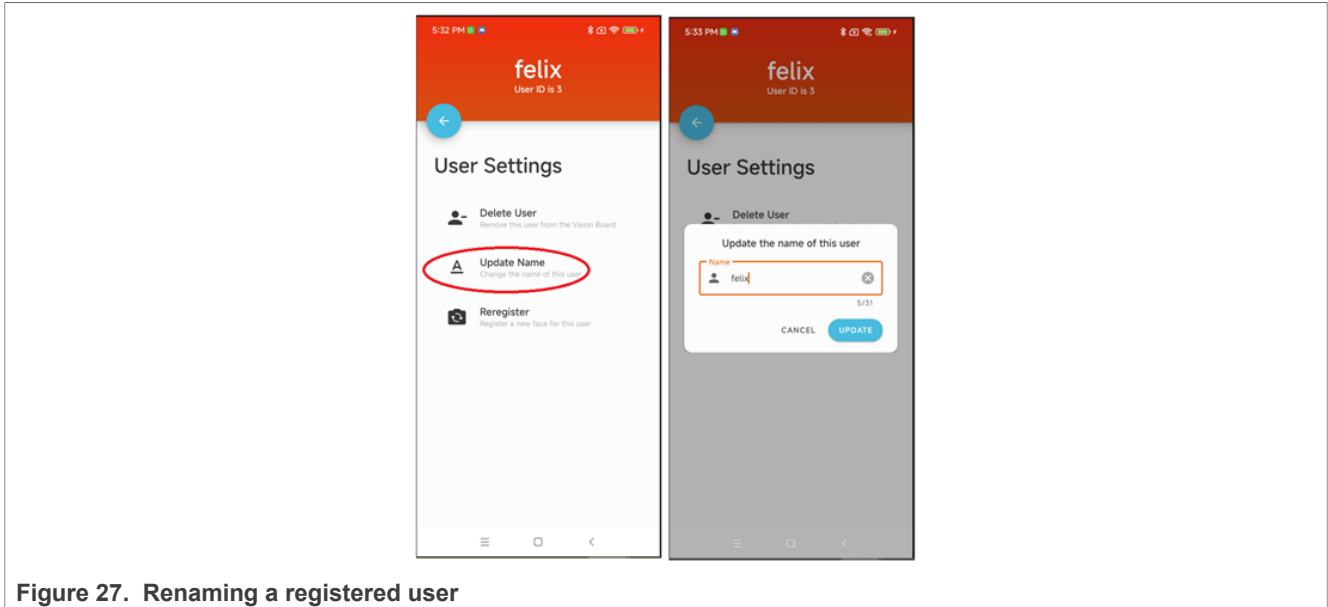 5:32 PM
felix
User ID is 3
User Settings
Delete User
Remove this user from the Vision Board
A Update Name
Change the name of this user
Reregister
Register a new face for this user
5:33 PM
felix
User ID is 3
User Settings
Delete User
Update the name of this user
Name
felix
5/31
CANCEL UPDATE
Figure 27. Renaming a registered user